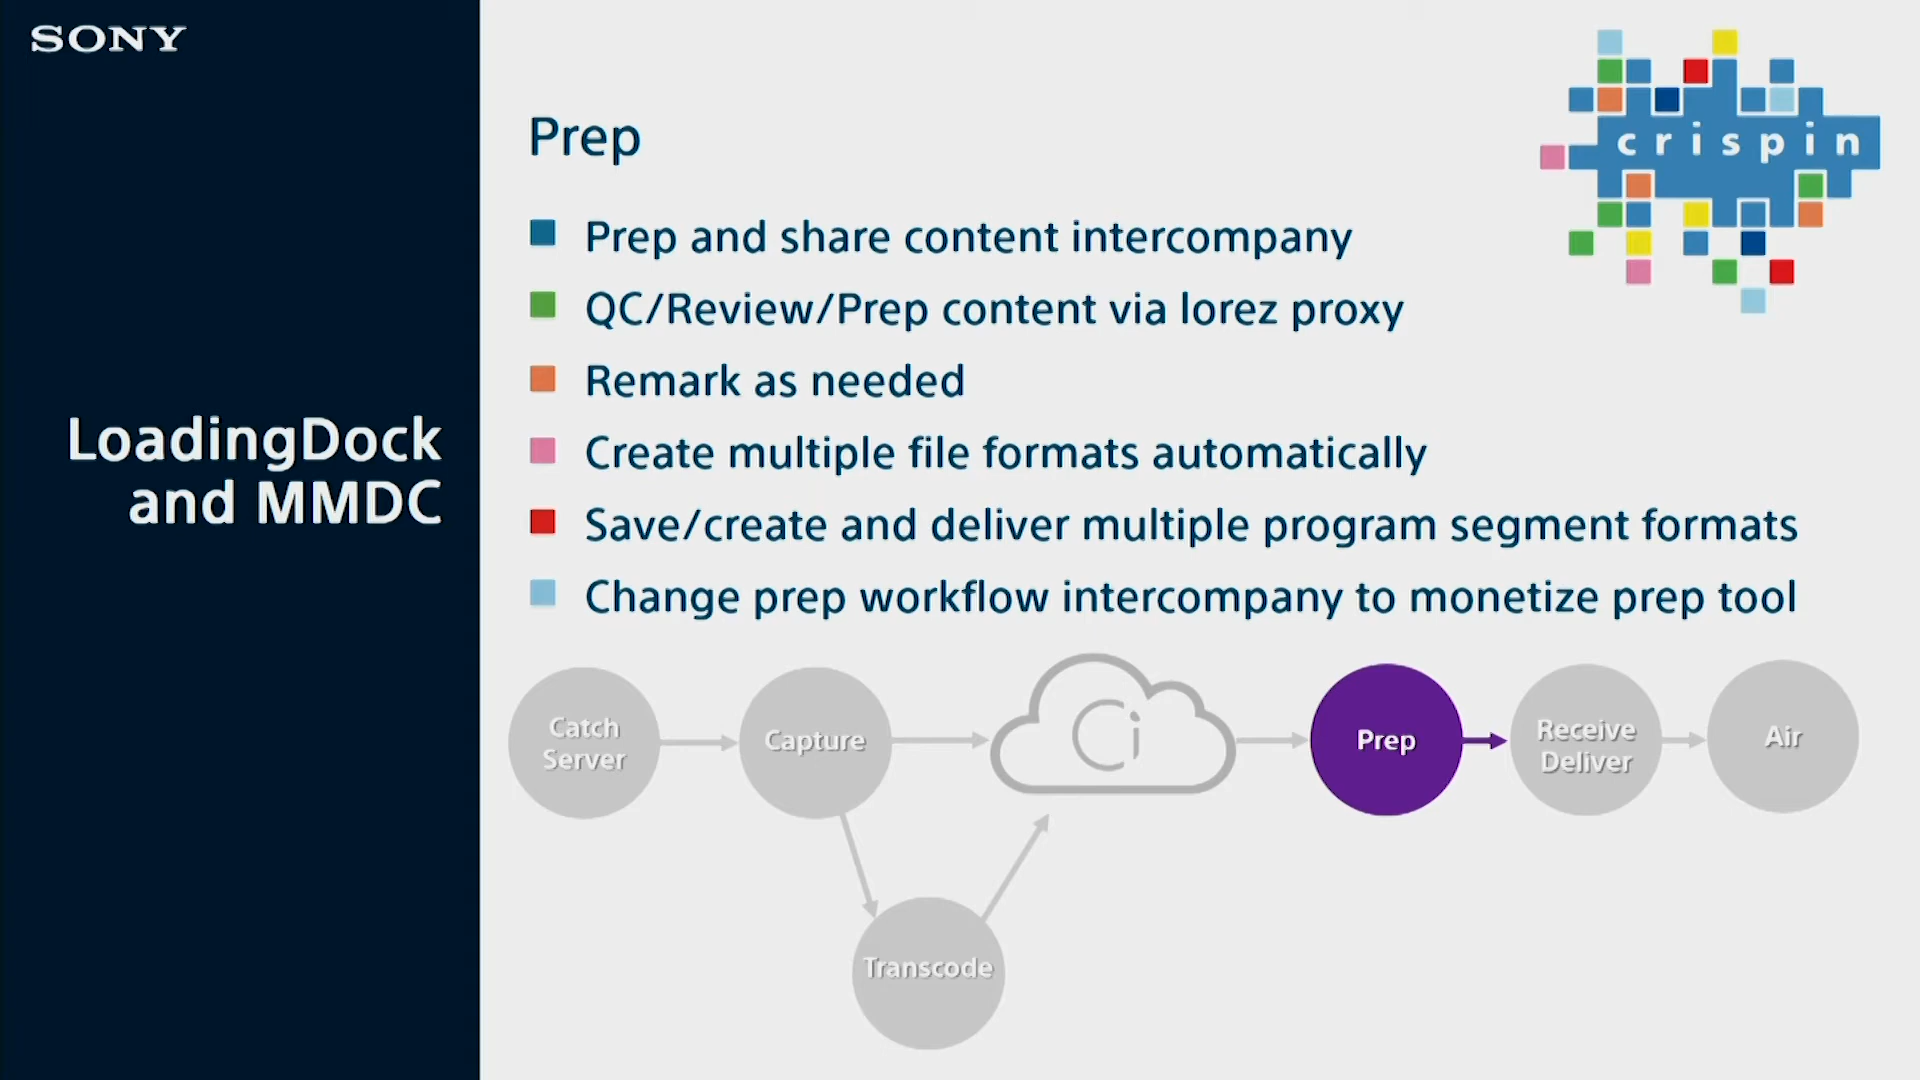 SONY
crispin
LoadingDock
and MMDC
Prep
Prep and share content intercompany
QC/Review/Prep content via lorez proxy
Remark as needed
Create multiple file formats automatically
Save/create and deliver multiple program segment formats
Change prep workflow intercompany to monetize prep tool
Catch
Server
Capture
Ci
Prep
Receive
Deliver
Air
Transcode